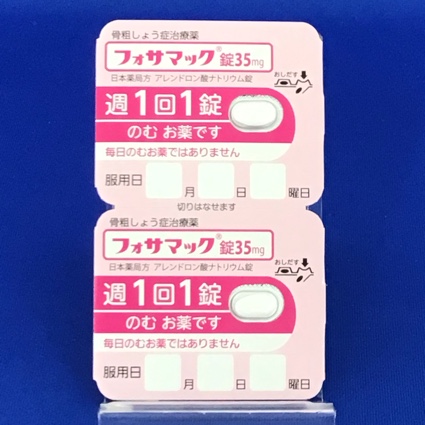 骨粗しょう症治療薬
フォサマック®錠35mg
日本薬局方 アレンドロン酸ナトリウム錠
おしだす
週1回1錠
のむ お薬です
毎日のむお薬ではありません
服用日 月 日 曜日
切りはなせます
骨粗しょう症治療薬
フォサマック®錠35mg
日本薬局方 アレンドロン酸ナトリウム錠
おしだす
週1回1錠
のむ お薬です
毎日のむお薬ではありません
服用日 月 日 曜日